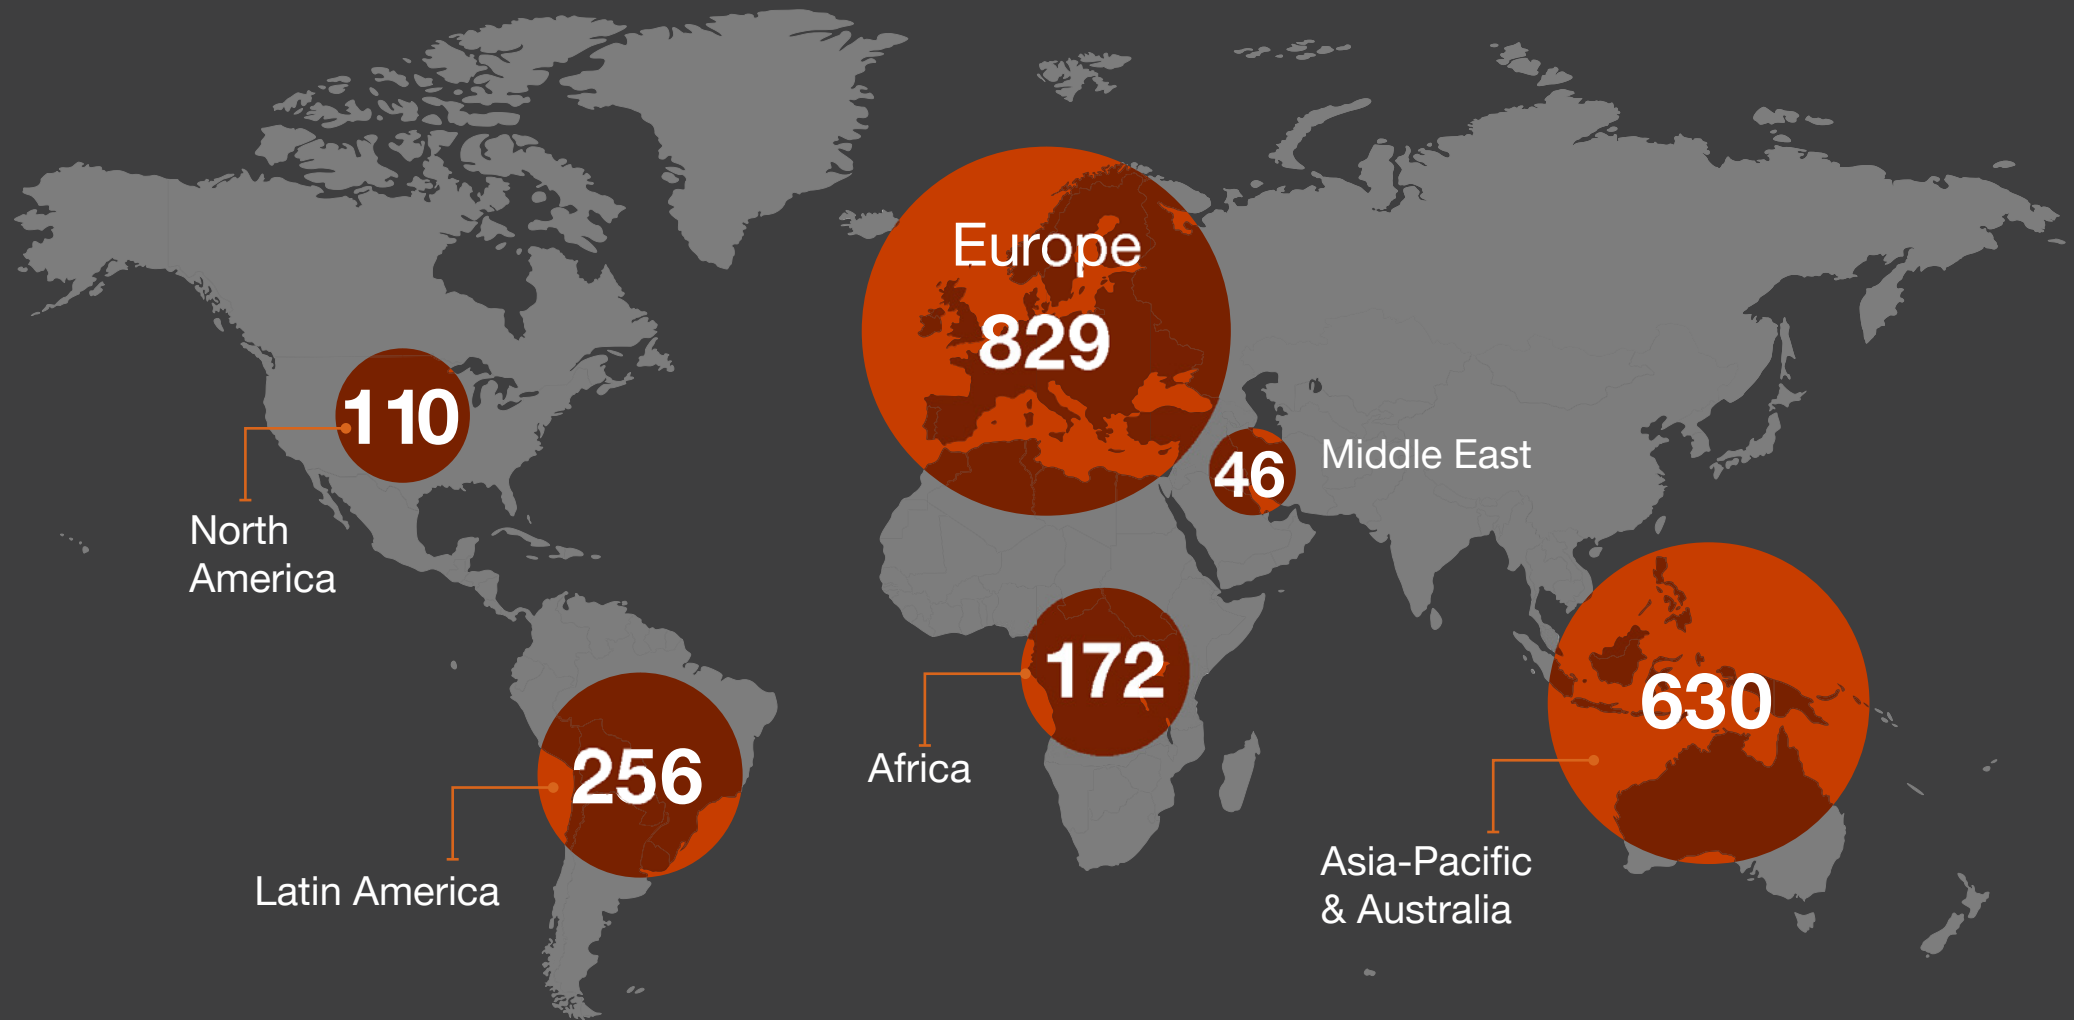 Europe
829
110
North
America
46
Middle East
172
Africa
256
Latin America
630
Asia-Pacific
& Australia